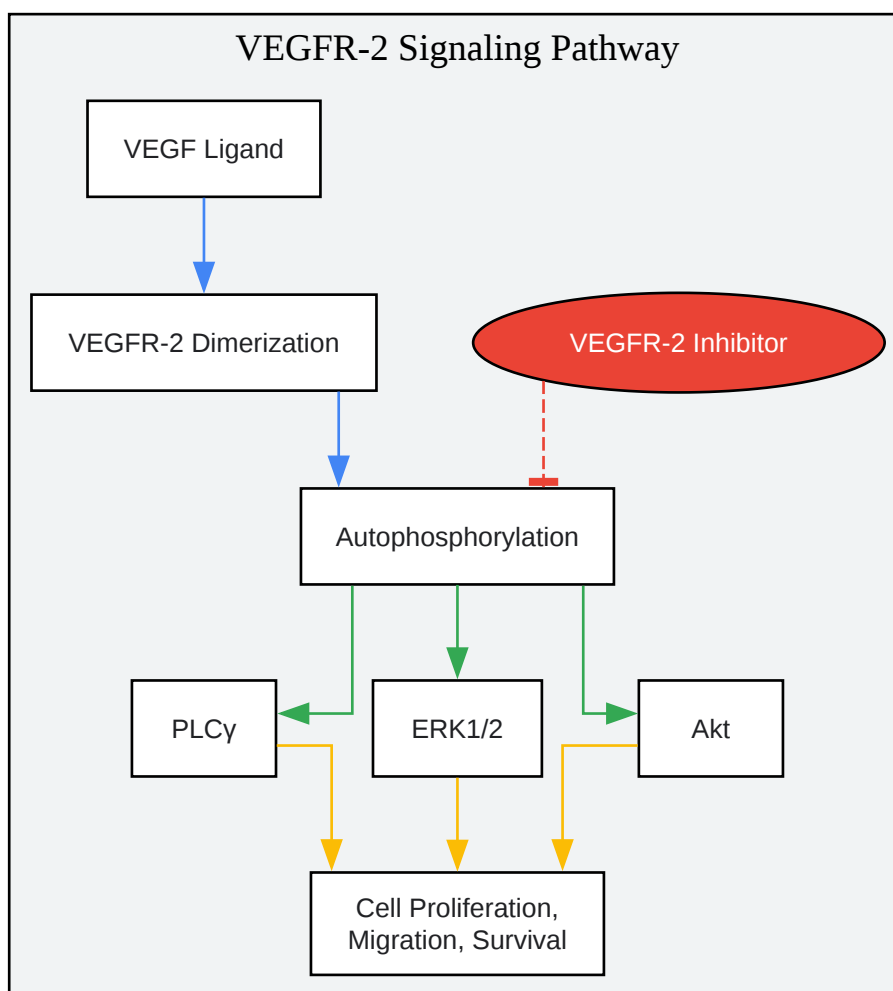 VEGFR-2 Signaling Pathway
VEGF Ligand
VEGFR-2 Dimerization
VEGFR-2 Inhibitor
Autophosphorylation
PLCγ
ERK1/2
Akt
Cell Proliferation,
Migration, Survival